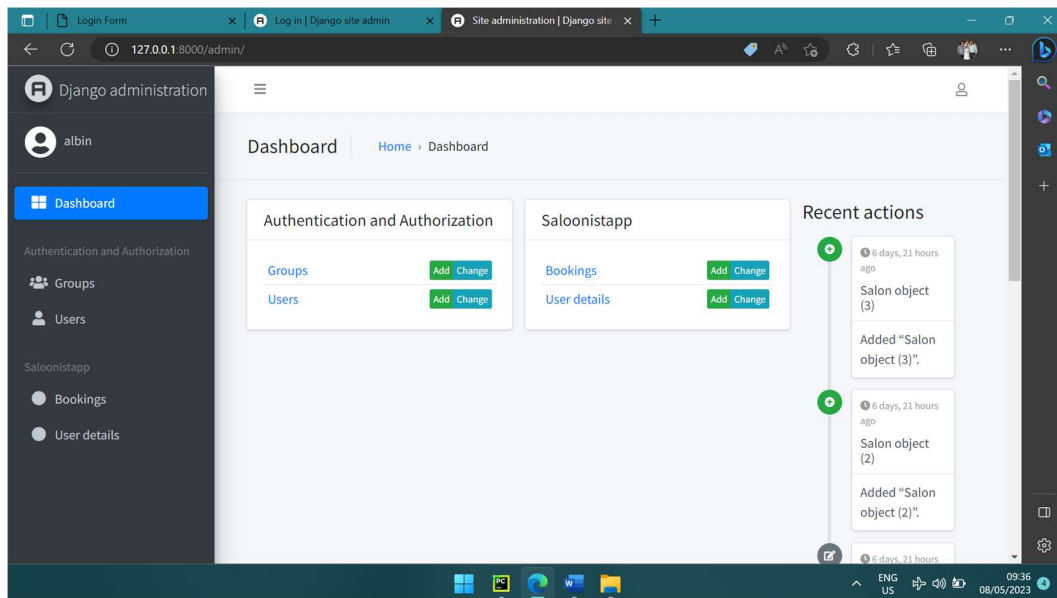 Login Form
Log in | Django site admin
Site administration | Django site
127.0.0.1:8000/admin/
Django administration
albin
Dashboard
Home › Dashboard
Dashboard
Authentication and Authorization
Groups
Users
Saloonistapp
Bookings
User details
Authentication and Authorization
Groups Add Change
Users Add Change
Saloonistapp
Bookings Add Change
User details Add Change
Recent actions
6 days, 21 hours
ago
Salon object
(3)
Added “Salon
object (3)”.
6 days, 21 hours
ago
Salon object
(2)
Added “Salon
object (2)”.
6 days, 21 hours
ENG
US
09:36
08/05/2023
4